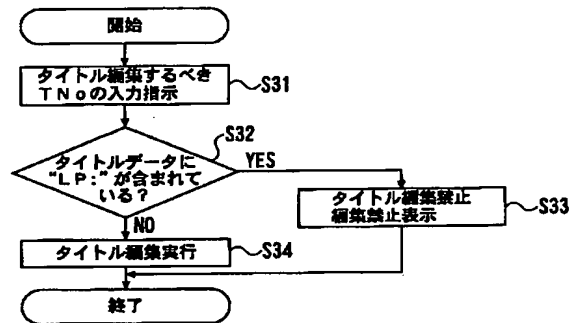 開始
タイトル編集するべき
TNoの入力指示
S31
S32
タイトルデータに
“LP:”が含まれて
いる?
YES
タイトル編集禁止
編集禁止表示
S33
NO
タイトル編集実行
S34
終了